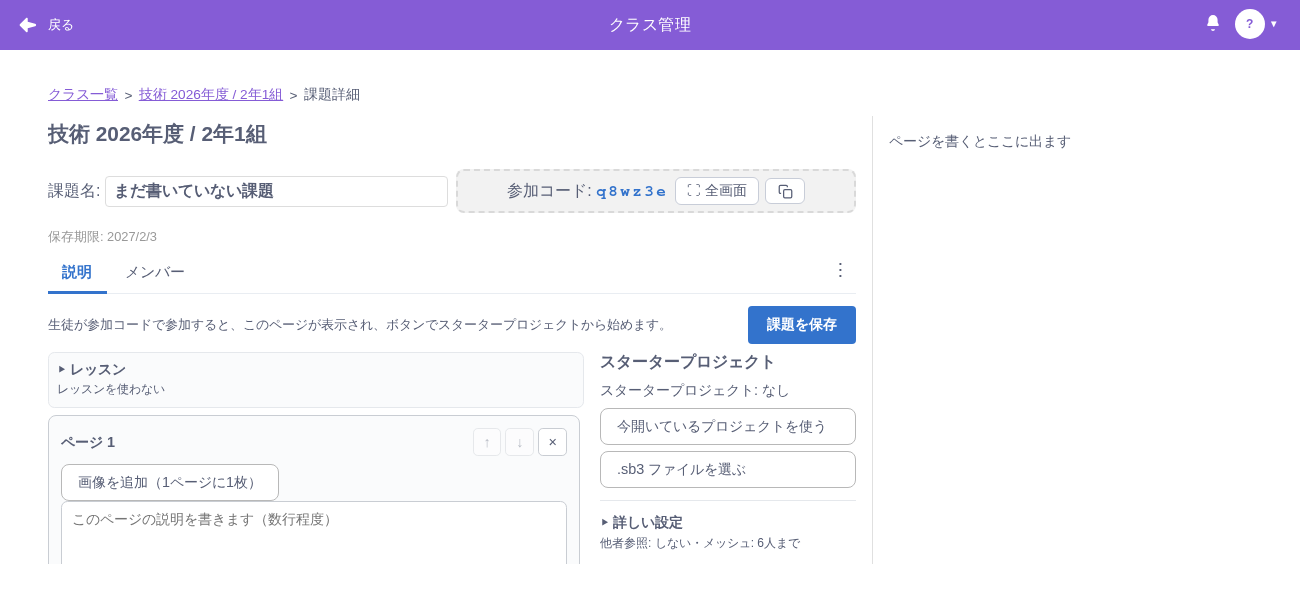 戻る
クラス管理
?
▼
クラス一覧 > 技術 2026年度 / 2年1組 > 課題詳細
技術 2026年度 / 2年1組
ページを書くとここに出ます
課題名: まだ書いていない課題
参加コード: q8wz3e 全画面
保存期限: 2027/2/3
説明 メンバー
⋮
生徒が参加コードで参加すると、このページが表示され、ボタンでスタータープロジェクトから始めます。
課題を保存
レッスン
レッスンを使わない
ページ 1
↑ ↓ ×
画像を追加（1ページに1枚）
このページの説明を書きます（数行程度）
スタータープロジェクト
スタータープロジェクト: なし
今開いているプロジェクトを使う
.sb3 ファイルを選ぶ
詳しい設定
他者参照: しない・メッシュ: 6人まで